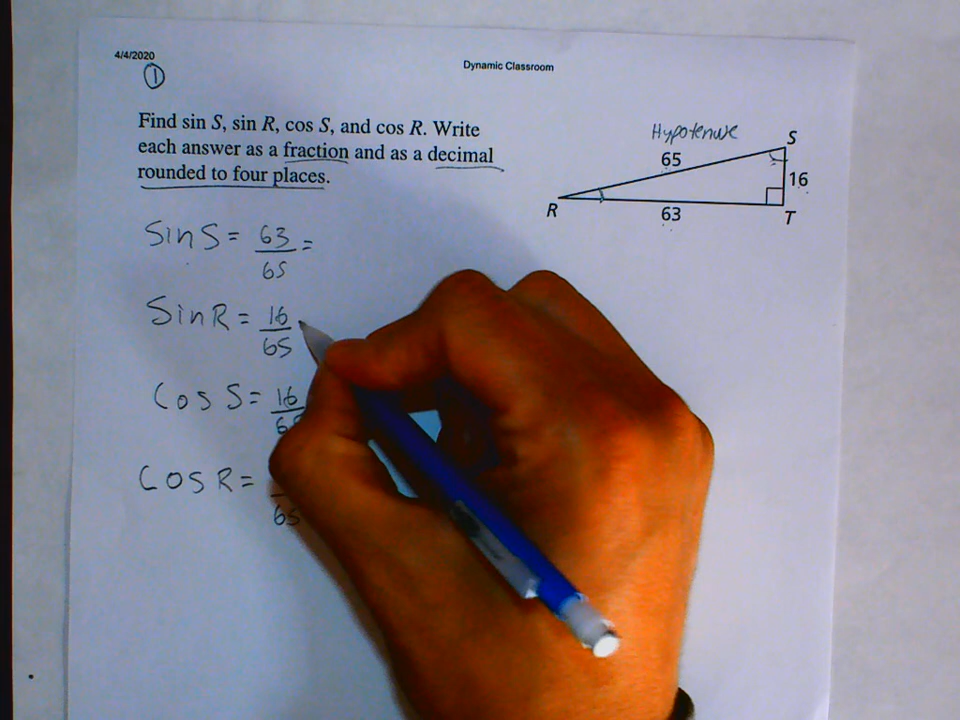 4/4/2020
Dynamic Classroom
1
Find sin S, sin R, cos S, and cos R. Write
each answer as a fraction and as a decimal
rounded to four places.
Hypotenuse
65
S
16
R
63
T
Sin S = 63/65 =
Sin R = 16/65
Cos S = 16/6
Cos R = /65